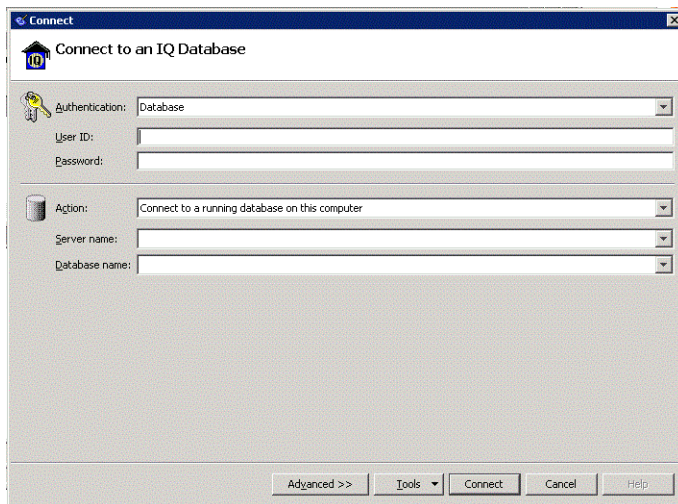 Connect
Connect to an IQ Database
IQ
Authentication: Database
User ID:
Password:
Action: Connect to a running database on this computer
Server name:
Database name:
Advanced >> Tools Connect Cancel Help